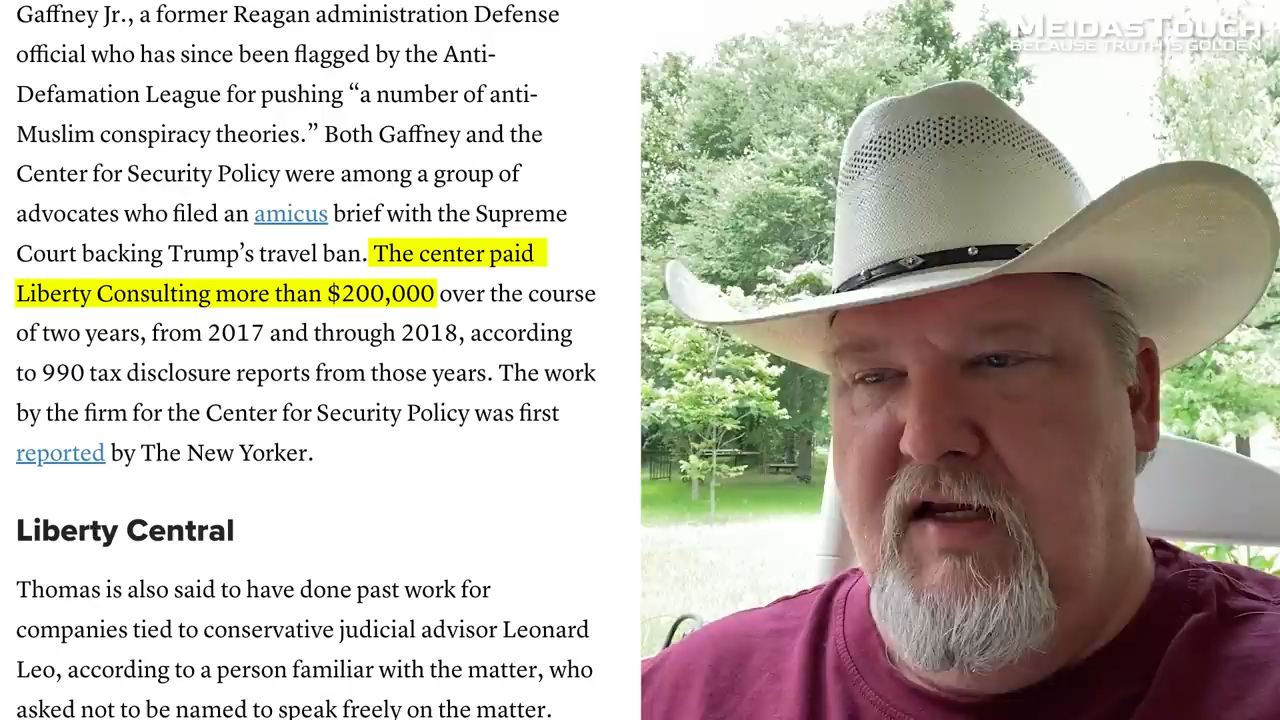 Gaffney Jr., a former Reagan administration Defense
official who has since been flagged by the Anti-
Defamation League for pushing “a number of anti-
Muslim conspiracy theories.” Both Gaffney and the
Center for Security Policy were among a group of
advocates who filed an amicus brief with the Supreme
Court backing Trump’s travel ban. The center paid
Liberty Consulting more than $200,000 over the course
of two years, from 2017 and through 2018, according
to 990 tax disclosure reports from those years. The work
by the firm for the Center for Security Policy was first
reported by The New Yorker.
Liberty Central
Thomas is also said to have done past work for
companies tied to conservative judicial advisor Leonard
Leo, according to a person familiar with the matter, who
asked not to be named to speak freely on the matter.
MEIDASTOUCH
BECAUSE TRUTH IS GOLDEN